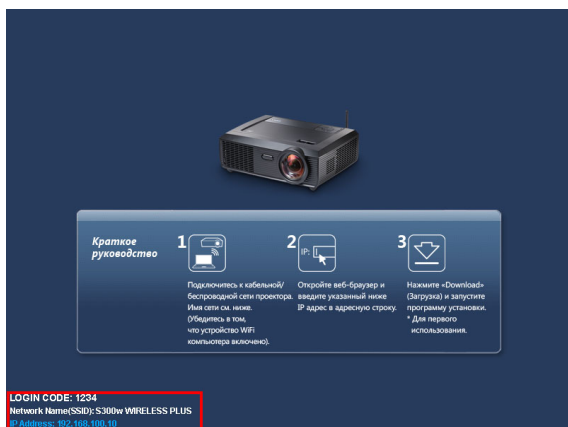 Краткое
руководство
1
Подключитесь к кабельной/
беспроводной сети проектора.
Имя сети см. ниже.
(Убедитесь в том,
что устройство WiFi
компьютера включено).
2
IP:
Откройте веб-браузер и
введите указанный ниже
IP адрес в адресную строку.
3
Нажмите «Download»
(Загрузка) и запустите
программу установки.
* Для первого
использования.
LOGIN CODE: 1234
Network Name(SSID): S300w WIRELESS PLUS
IP Address: 192.168.100.10